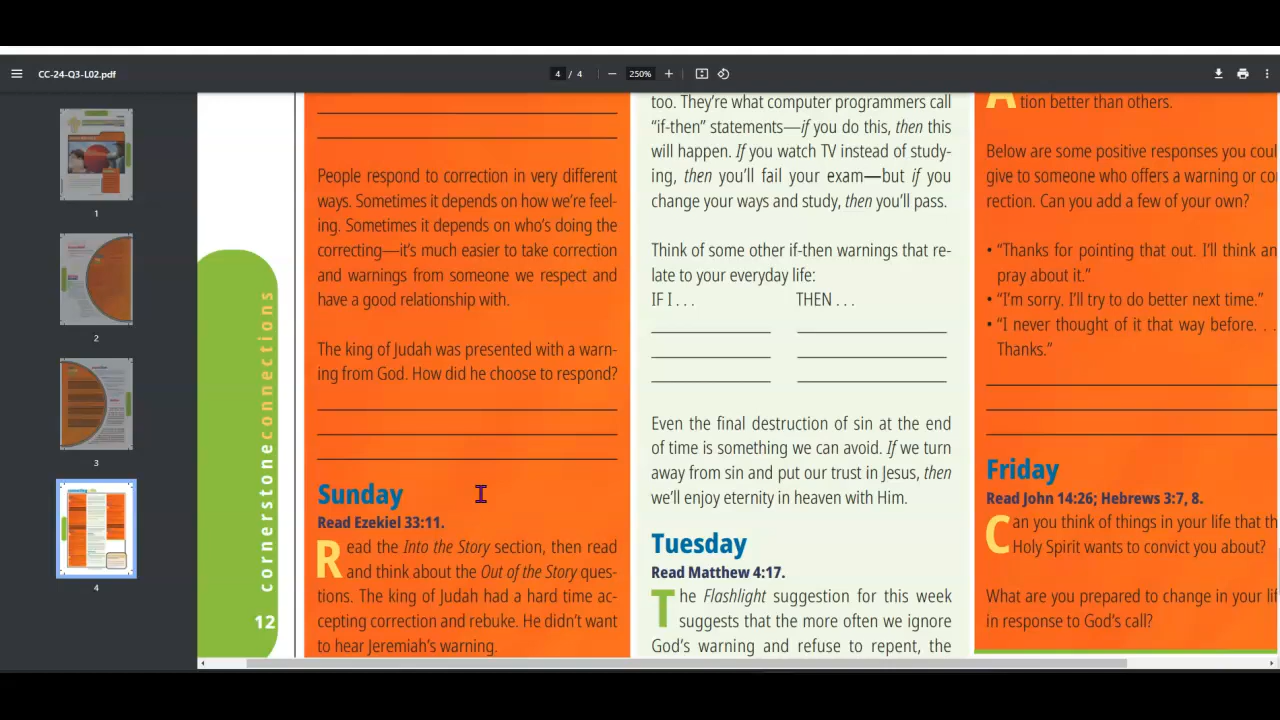 CC-24-Q3-L02.pdf
4 / 4
250%
1
2
3
4
cornerstoneconnections
12
People respond to correction in very different
ways. Sometimes it depends on how we're feel-
ing. Sometimes it depends on who's doing the
correcting—it's much easier to take correction
and warnings from someone we respect and
have a good relationship with.
The king of Judah was presented with a warn-
ing from God. How did he choose to respond?
Sunday
Read Ezekiel 33:11.
Read the Into the Story section, then read
and think about the Out of the Story ques-
tions. The king of Judah had a hard time ac-
cepting correction and rebuke. He didn't want
to hear Jeremiah's warning.
too. They're what computer programmers call
"if-then" statements—if you do this, then this
will happen. If you watch TV instead of study-
ing, then you'll fail your exam—but if you
change your ways and study, then you'll pass.
Think of some other if-then warnings that re-
late to your everyday life:
IF I . . . THEN . . .
Even the final destruction of sin at the end
of time is something we can avoid. If we turn
away from sin and put our trust in Jesus, then
we'll enjoy eternity in heaven with Him.
Tuesday
Read Matthew 4:17.
The Flashlight suggestion for this week
suggests that the more often we ignore
God's warning and refuse to repent, the
tion better than others.
Below are some positive responses you coul
give to someone who offers a warning or co
rection. Can you add a few of your own?
• "Thanks for pointing that out. I'll think an
pray about it."
• "I'm sorry. I'll try to do better next time."
• "I never thought of it that way before. . .
Thanks."
Friday
Read John 14:26; Hebrews 3:7, 8.
Can you think of things in your life that th
Holy Spirit wants to convict you about?
What are you prepared to change in your lif
in response to God's call?